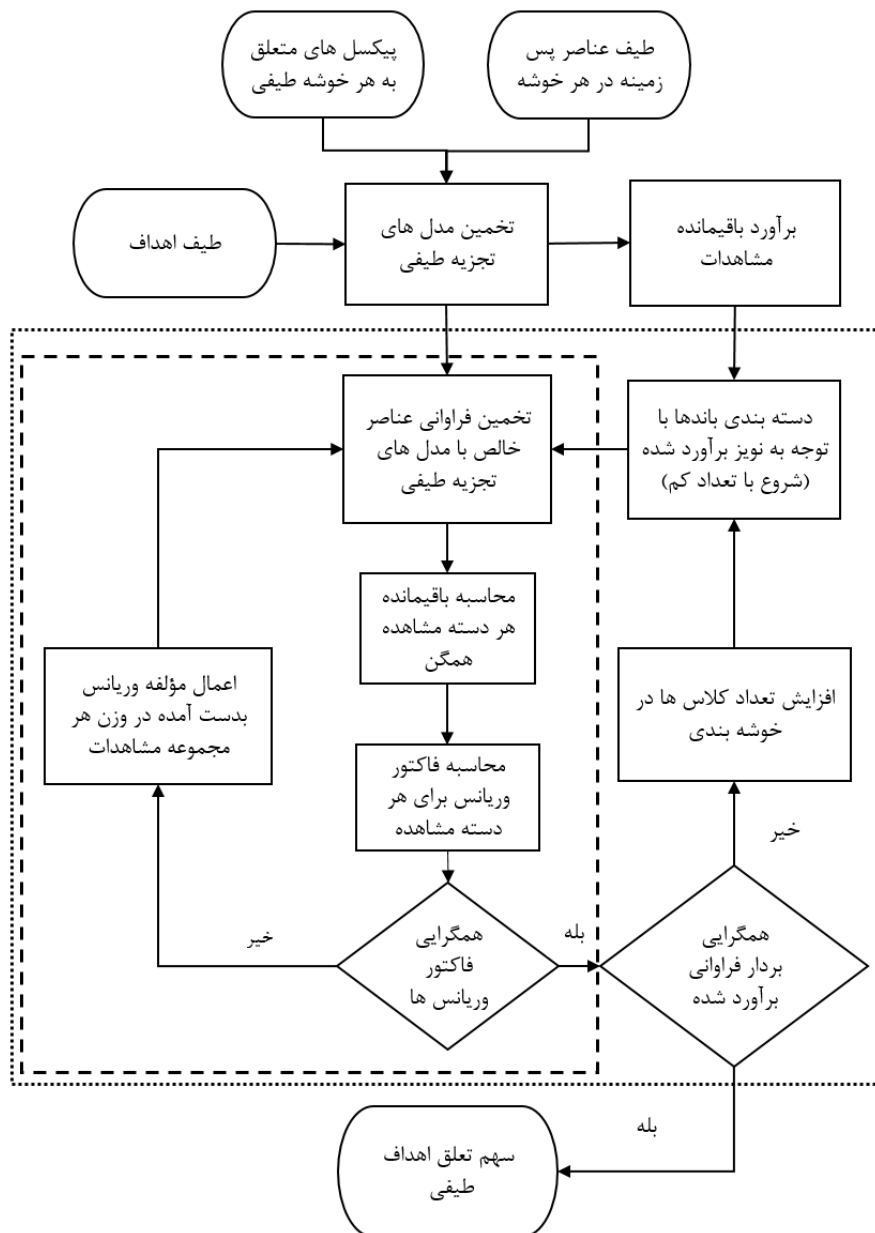 پیکسل های متعلق
به هر خوشه طیفی
طیف عناصر پس
زمینه در هر خوشه
طیف اهداف
تخمین مدل های
تجزیه طیفی
برآورد باقیمانده
مشاهدات
تخمین فراوانی عناصر
خالص با مدل های
تجزیه طیفی
دسته بندی باندها با
توجه به نویز برآورد شده
(شروع با تعداد کم)
محاسبه باقیمانده
هر دسته مشاهده
همگن
اعمال مؤلفه وریانس
بدست آمده در وزن هر
مجموعه مشاهدات
افزایش تعداد کلاس ها در
خوشه بندی
محاسبه فاکتور
وریانس برای هر
دسته مشاهده
خیر
همگرایی
فاکتور
وریانس ها
خیر
بله
همگرایی
بردار فراوانی
برآورد شده
بله
سهم تعلق اهداف
طیفی